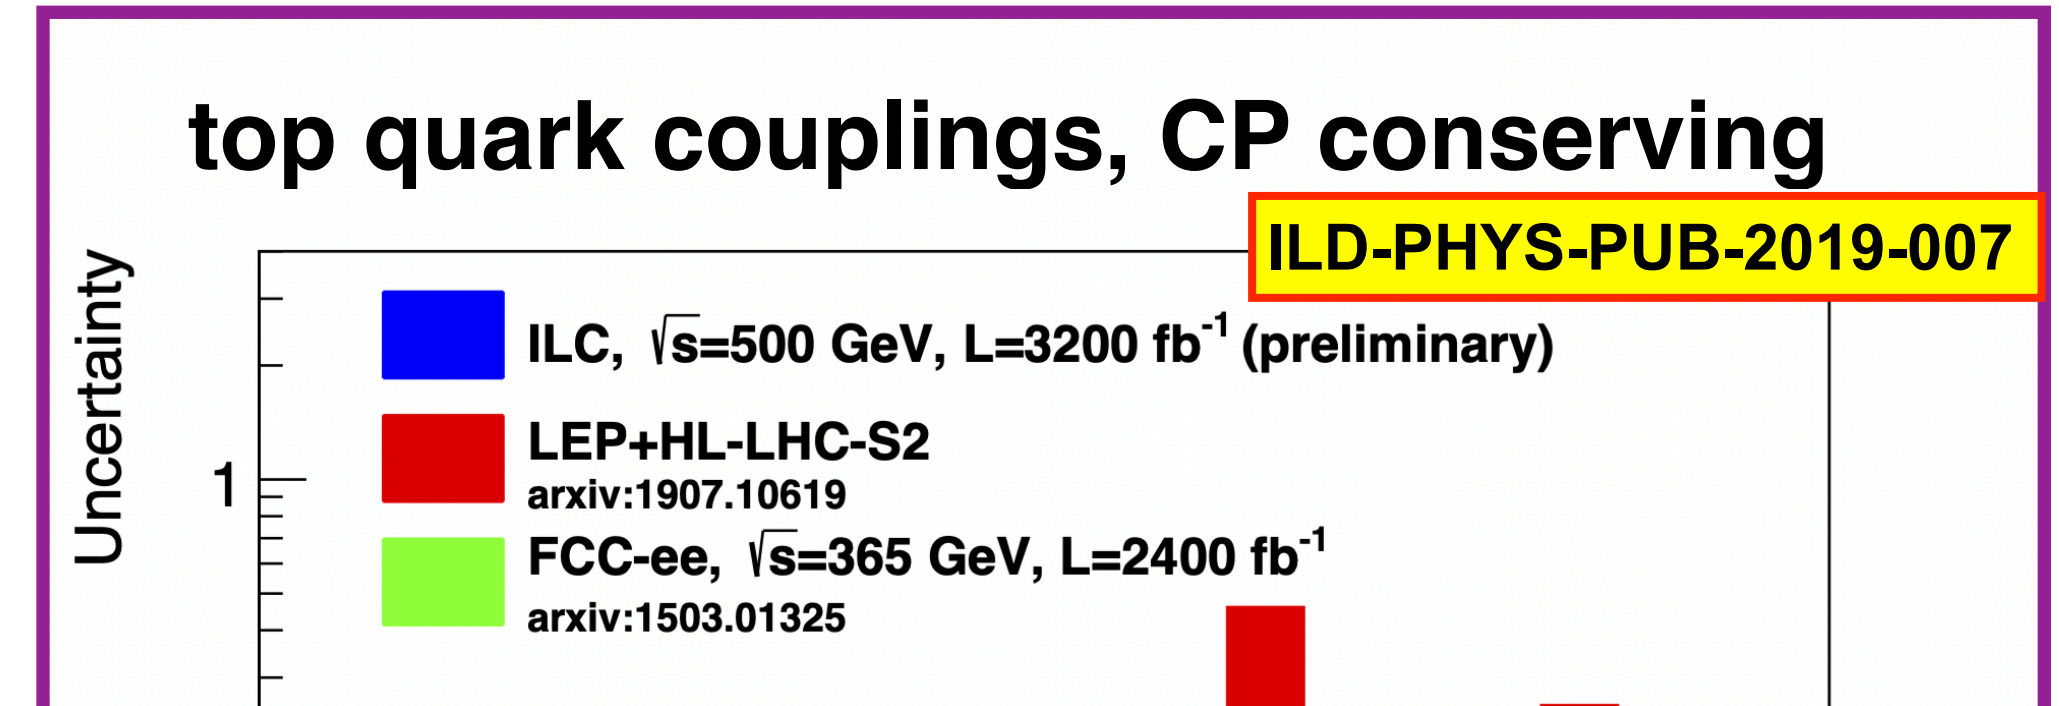 top quark couplings, CP conserving
ILD-PHYS-PUB-2019-007
Uncertainty
ILC, √s=500 GeV, L=3200 fb⁻¹ (preliminary)
LEP+HL-LHC-S2
1
arxiv:1907.10619
FCC-ee, √s=365 GeV, L=2400 fb⁻¹
arxiv:1503.01325